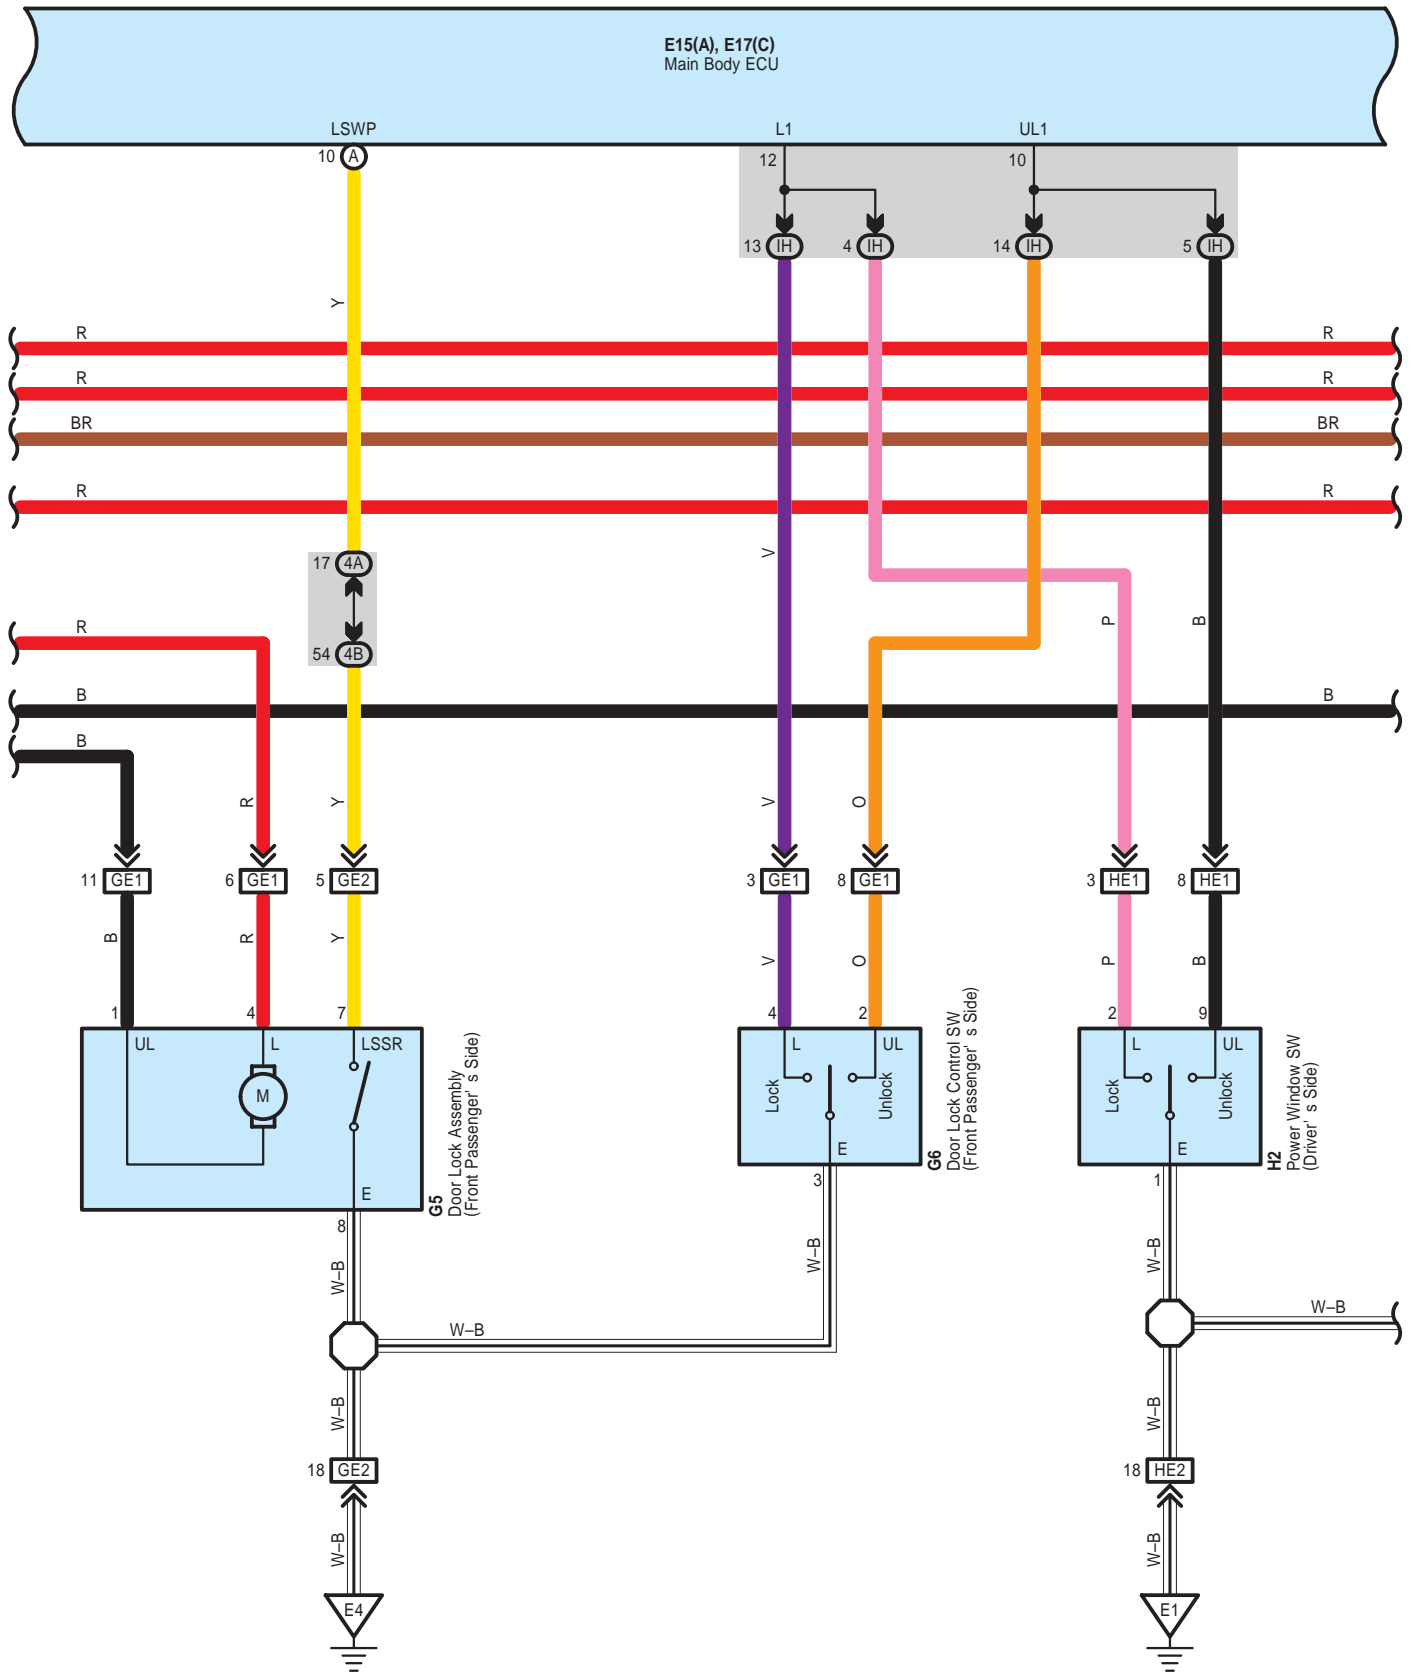 E15(A), E17(C)
Main Body ECU
LSWP L1 UL1
10 A 12 10
13 IH 4 IH 14 IH 5 IH
Y
R R
R R
BR BR
R R
V
17 4A
P B
R
54 4B
B B
B
R Y V O
11 GE1 6 GE1 5 GE2 3 GE1 8 GE1 3 HE1 8 HE1
B R Y V O P B
1 4 7 4 2 2 9
UL L LSSR L UL L UL
M
Lock Unlock Lock Unlock
E E
E
G5
Door Lock Assembly
(Front Passenger' s Side)
G6
Door Lock Control SW
(Front Passenger' s Side)
H2
Power Window SW
(Driver' s Side)
3 1
8
W–B W–B W–B
W–B
W–B
W–B W–B
18 GE2 18 HE2
W–B W–B
E4 E1